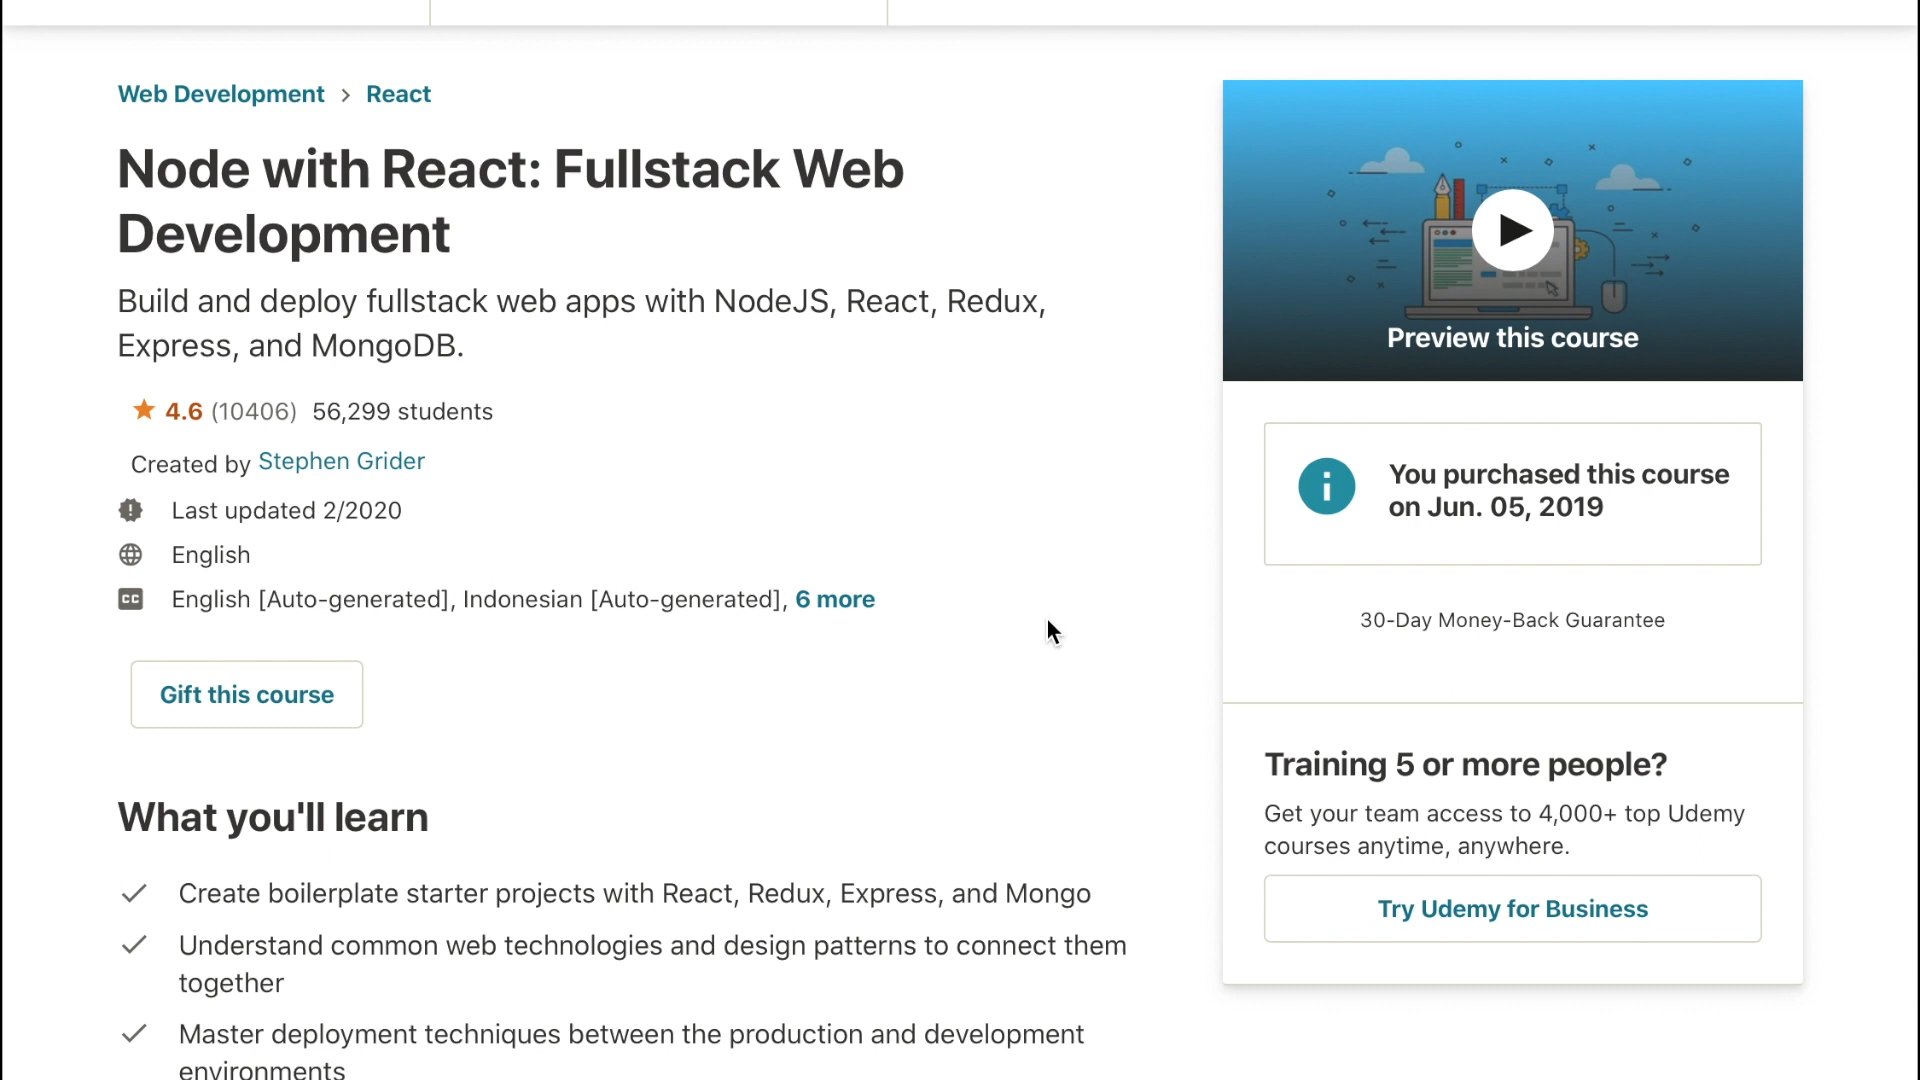 Web Development > React
Node with React: Fullstack Web
Development
Build and deploy fullstack web apps with NodeJS, React, Redux,
Express, and MongoDB.
4.6 (10406) 56,299 students
Created by Stephen Grider
Last updated 2/2020
English
CC English [Auto-generated], Indonesian [Auto-generated], 6 more
Gift this course
What you'll learn
Create boilerplate starter projects with React, Redux, Express, and Mongo
Understand common web technologies and design patterns to connect them
together
Master deployment techniques between the production and development
environments
Preview this course
You purchased this course
on Jun. 05, 2019
30-Day Money-Back Guarantee
Training 5 or more people?
Get your team access to 4,000+ top Udemy
courses anytime, anywhere.
Try Udemy for Business